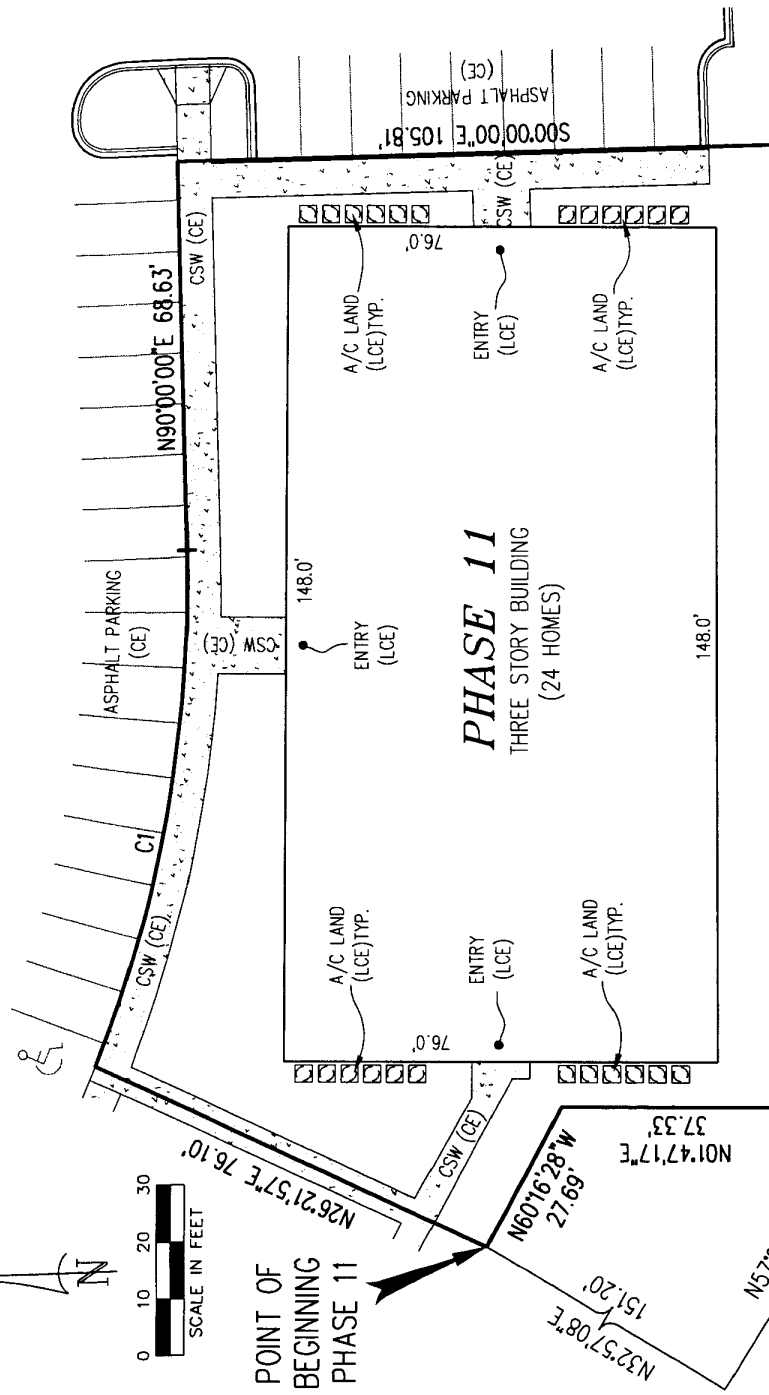 ASPHALT PARKING
(CE)
S00°00'00"E 105.81'
N90°00'00"E 68.63'
CSW (CE)
CSW (CE)
76.0'
A/C LAND
(LCE)TYP.
ENTRY
(LCE)
A/C LAND
(LCE)TYP.
ASPHALT PARKING
(CE)
CSW (CE)
148.0'
ENTRY
(LCE)
PHASE 11
THREE STORY BUILDING
(24 HOMES)
148.0'
C1
CSW (CE)
A/C LAND
(LCE)TYP.
ENTRY
(LCE)
A/C LAND
(LCE)TYP.
76.0'
CSW (CE)
N26°21'57"E 76.10'
N60°16'28"W
27.69'
N01°47'17"E
37.33'
N
0 10 20 30
SCALE IN FEET
POINT OF
BEGINNING
PHASE 11
N32°57'08"E
151.20'